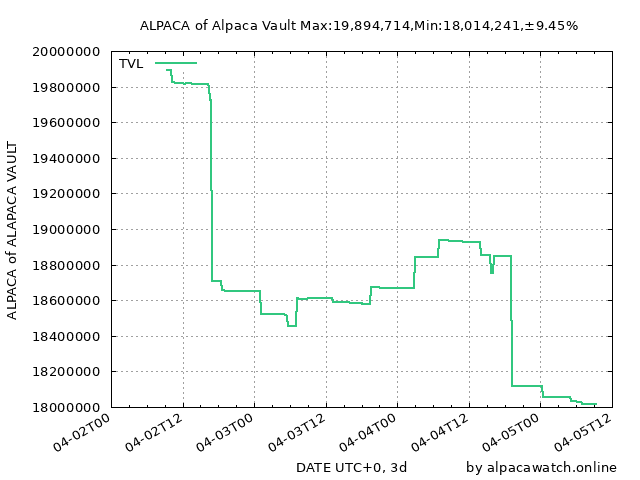 ALPACA of Alpaca Vault Max:19,894,714,Min:18,014,241,±9.45%
TVL
ALPACA of ALAPACA VAULT
20000000
19800000
19600000
19400000
19200000
19000000
18800000
18600000
18400000
18200000
18000000
04-02T00
04-02T12
04-03T00
04-03T12
04-04T00
04-04T12
04-05T00
04-05T12
DATE UTC+0, 3d
by alpacawatch.online